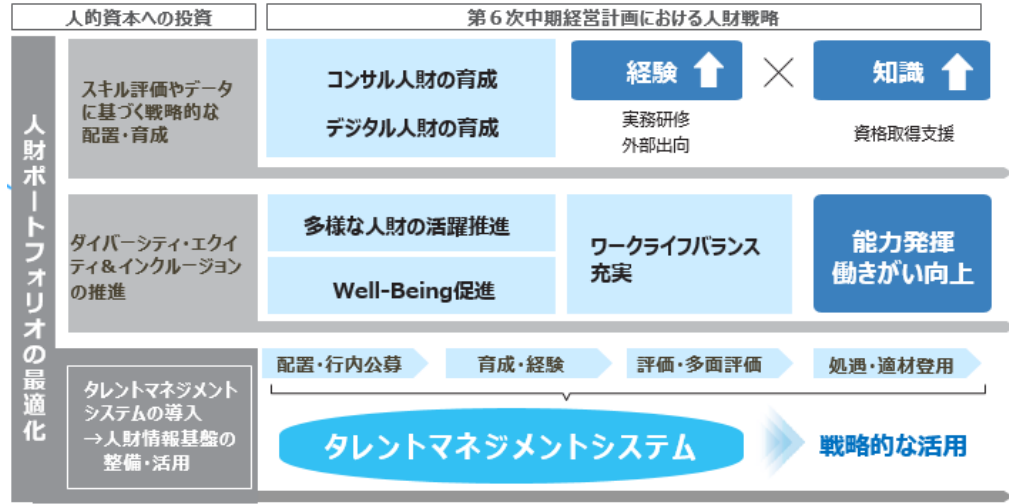 人的資本への投資
第６次中期経営計画における人財戦略
人財ポートフォリオの最適化
スキル評価やデータ
に基づく戦略的な
配置・育成
コンサル人財の育成
デジタル人財の育成
経験
実務研修
外部出向
知識
資格取得支援
ダイバーシティ・エクイ
ティ＆インクルージョン
の推進
多様な人財の活躍推進
Well-Being促進
ワークライフバランス
充実
能力発揮
働きがい向上
タレントマネジメント
システムの導入
→人財情報基盤の
整備・活用
配置・行内公募
育成・経験
評価・多面評価
処遇・適材登用
タレントマネジメントシステム
戦略的な活用